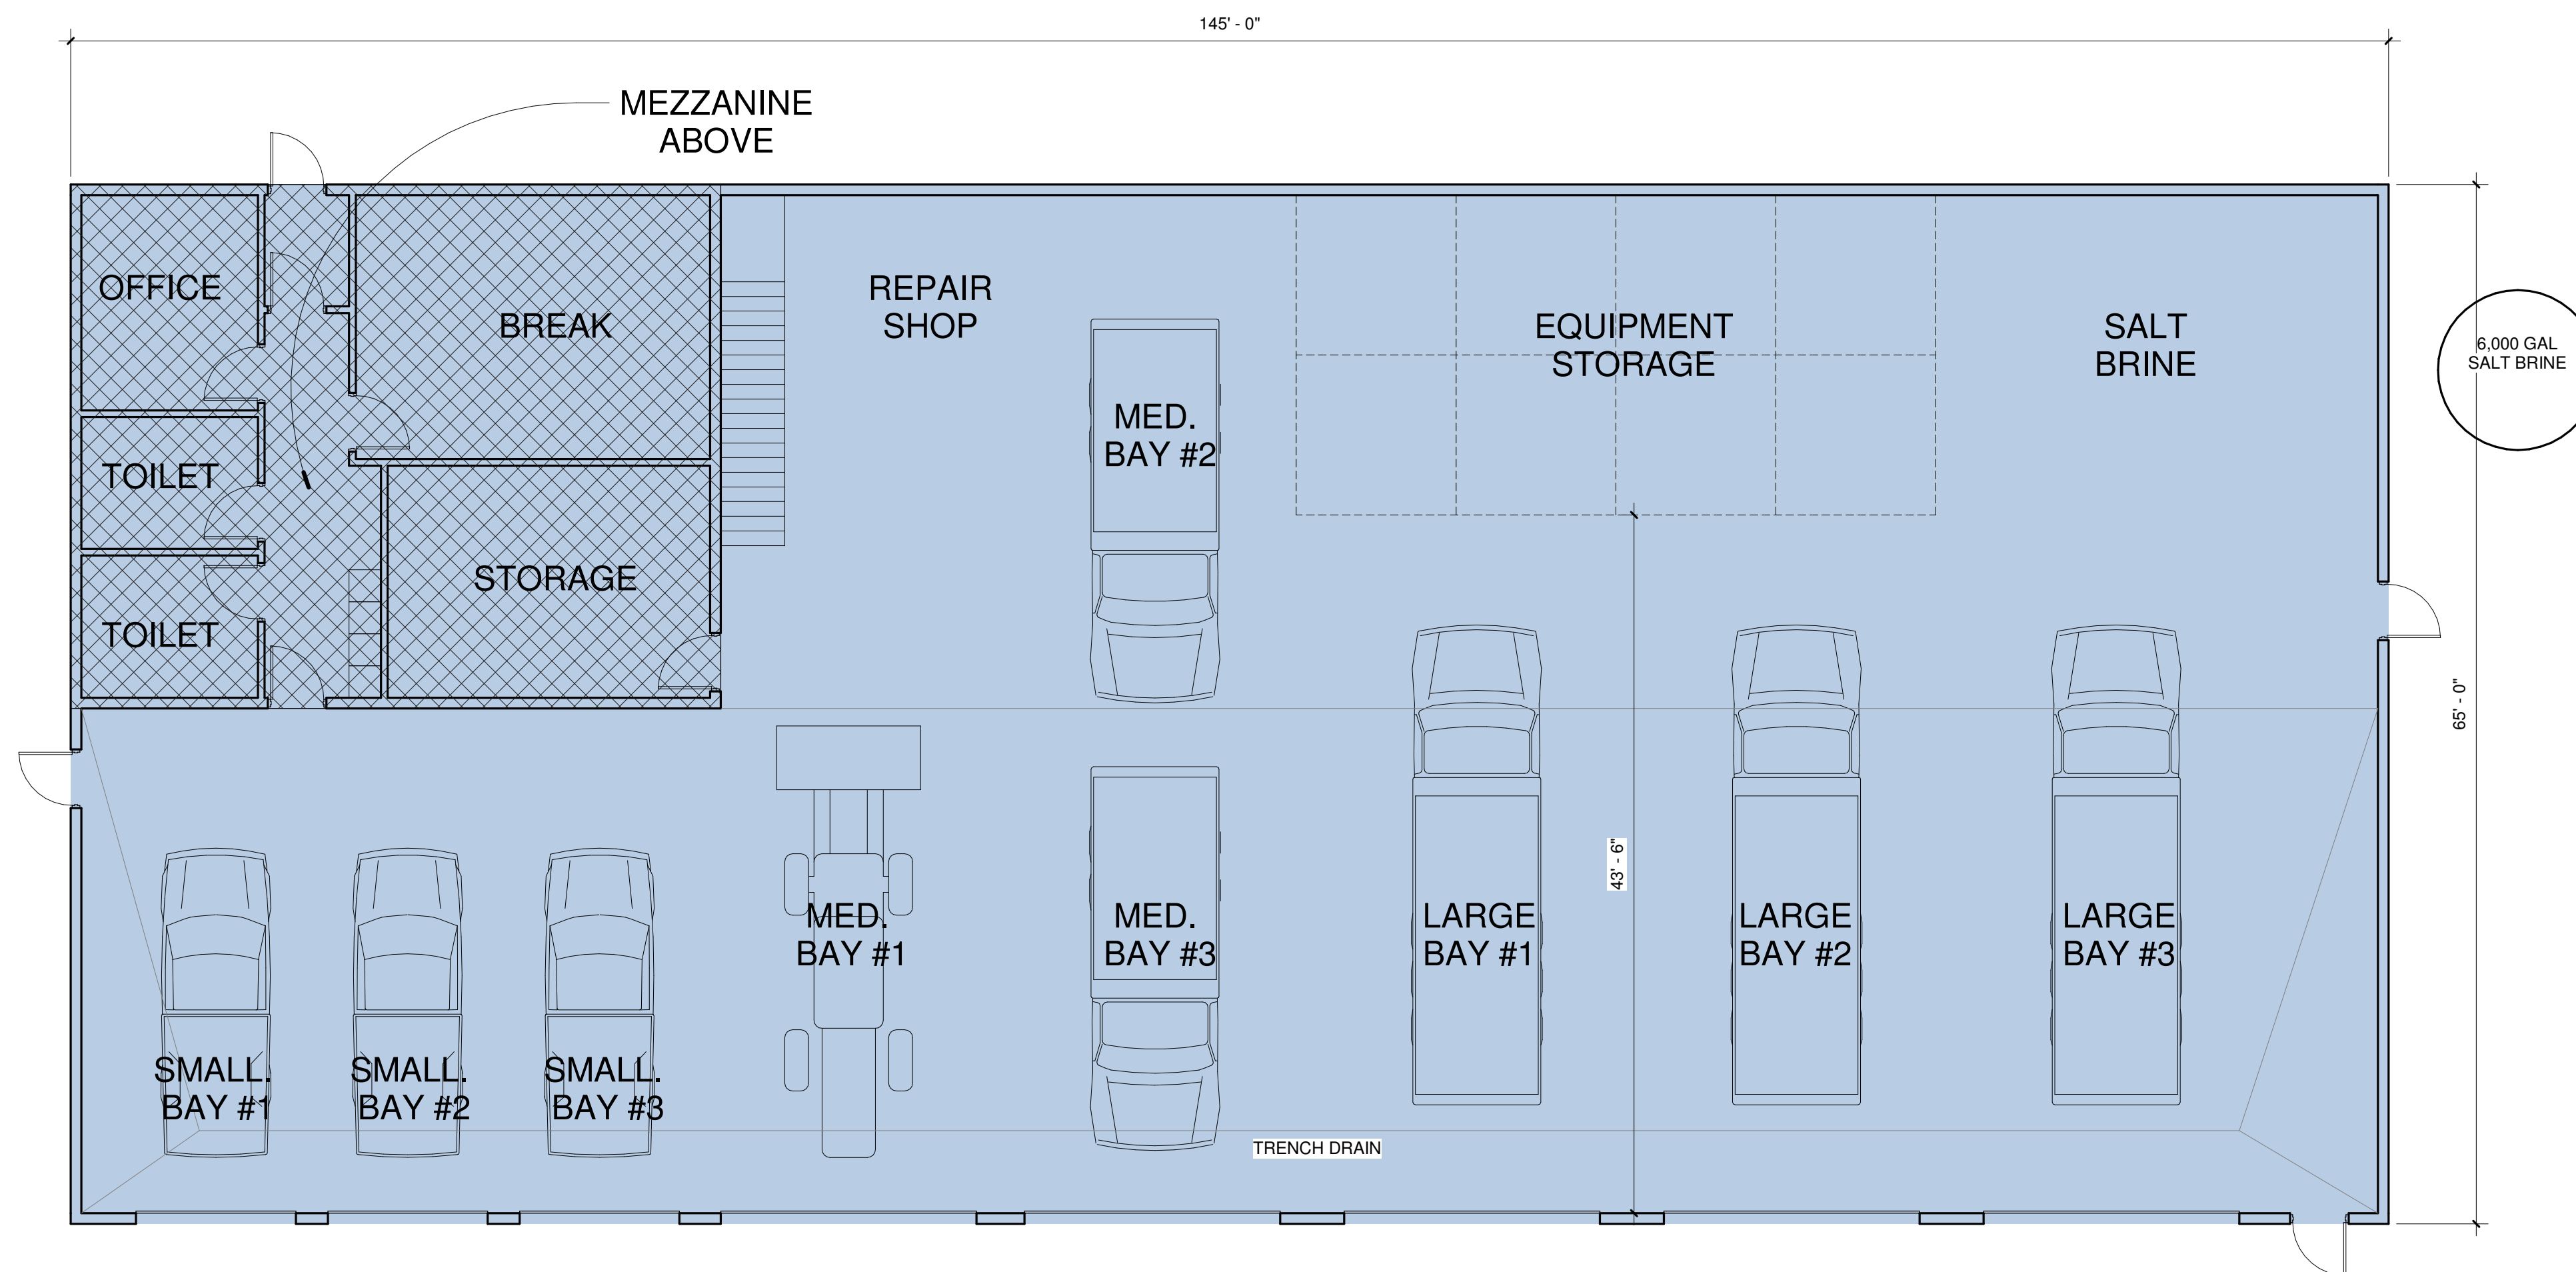 145' - 0"
MEZZANINE
ABOVE
OFFICE
BREAK
REPAIR
SHOP
EQUIPMENT
STORAGE
SALT
BRINE
6,000 GAL
SALT BRINE
MED.
BAY #2
TOILET
STORAGE
TOILET
65' - 0"
43' - 6"
MED.
BAY #1
MED.
BAY #3
LARGE
BAY #1
LARGE
BAY #2
LARGE
BAY #3
SMALL.
BAY #1
SMALL.
BAY #2
SMALL.
BAY #3
TRENCH DRAIN